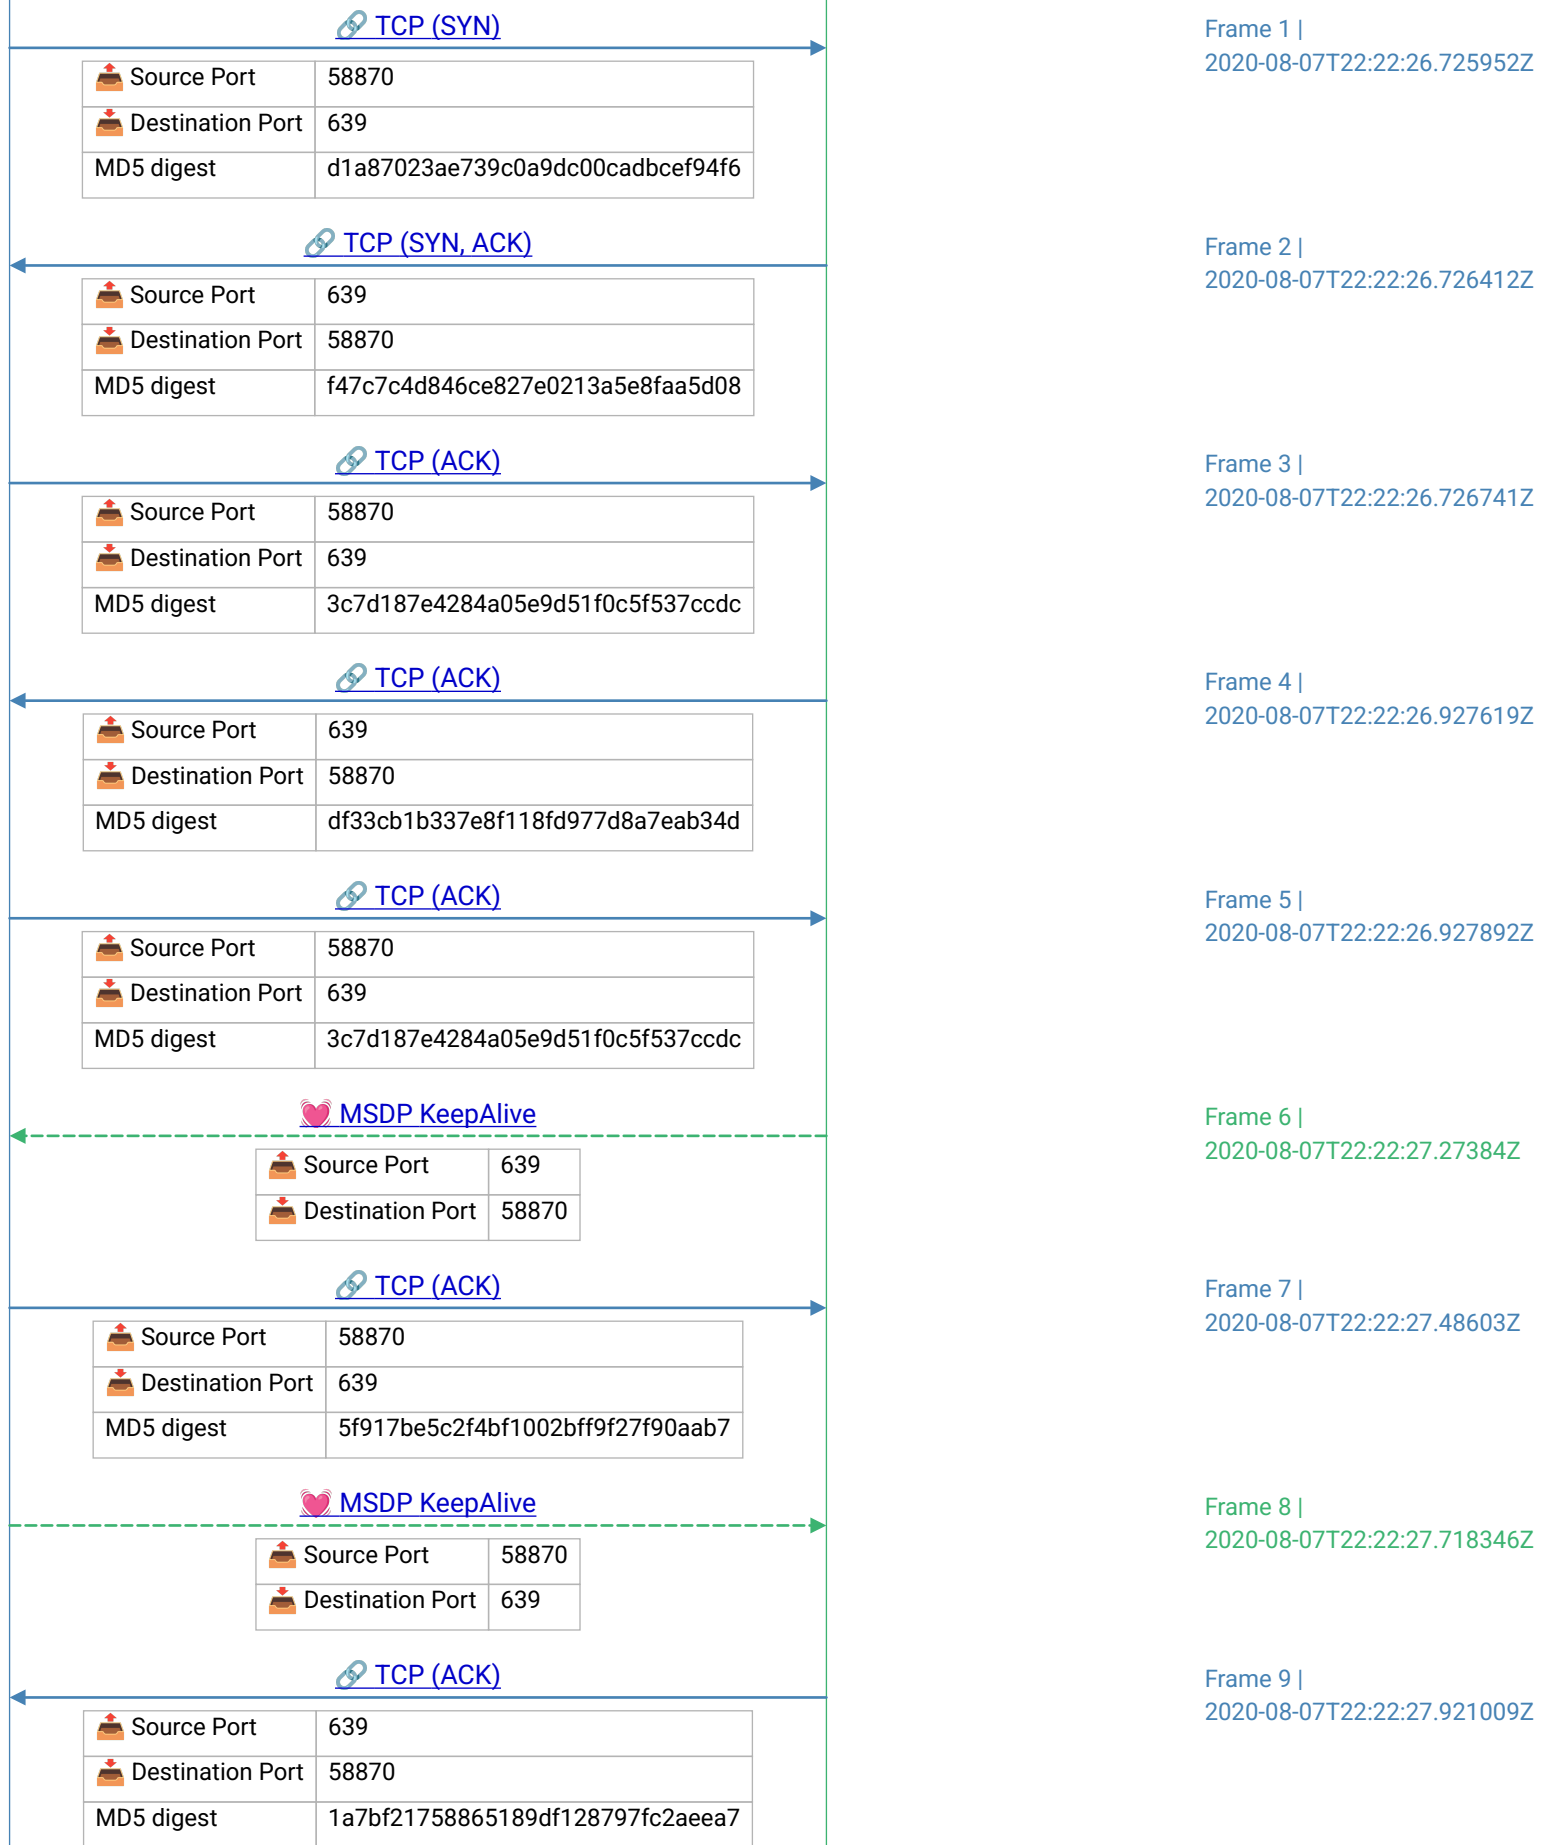 TCP (SYN)
Frame 1 |
2020-08-07T22:22:26.725952Z
Source Port 58870
Destination Port 639
MD5 digest d1a87023ae739c0a9dc00cadbcef94f6
TCP (SYN, ACK)
Frame 2 |
2020-08-07T22:22:26.726412Z
Source Port 639
Destination Port 58870
MD5 digest f47c7c4d846ce827e0213a5e8faa5d08
TCP (ACK)
Frame 3 |
2020-08-07T22:22:26.726741Z
Source Port 58870
Destination Port 639
MD5 digest 3c7d187e4284a05e9d51f0c5f537ccdc
TCP (ACK)
Frame 4 |
2020-08-07T22:22:26.927619Z
Source Port 639
Destination Port 58870
MD5 digest df33cb1b337e8f118fd977d8a7eab34d
TCP (ACK)
Frame 5 |
2020-08-07T22:22:26.927892Z
Source Port 58870
Destination Port 639
MD5 digest 3c7d187e4284a05e9d51f0c5f537ccdc
MSDP KeepAlive
Frame 6 |
2020-08-07T22:22:27.27384Z
Source Port 639
Destination Port 58870
TCP (ACK)
Frame 7 |
2020-08-07T22:22:27.48603Z
Source Port 58870
Destination Port 639
MD5 digest 5f917be5c2f4bf1002bff9f27f90aab7
MSDP KeepAlive
Frame 8 |
2020-08-07T22:22:27.718346Z
Source Port 58870
Destination Port 639
TCP (ACK)
Frame 9 |
2020-08-07T22:22:27.921009Z
Source Port 639
Destination Port 58870
MD5 digest 1a7bf21758865189df128797fc2aeea7